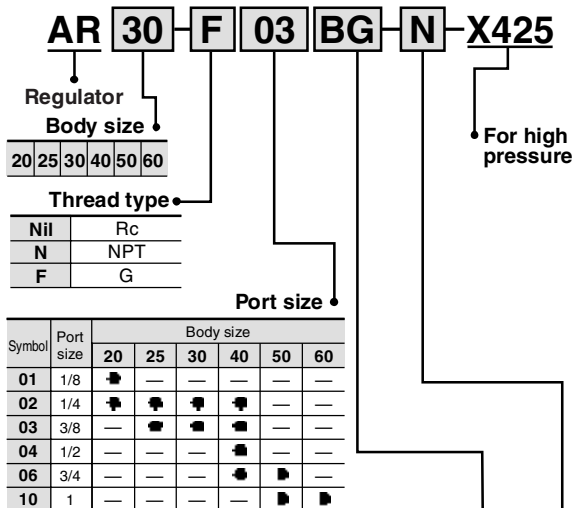 AR 30-F 03 BG-N-X425
Regulator
Body size
20 25 30 40 50 60
For high
pressure
Thread type
Nil Rc
N NPT
F G
Port size
Symbol Port size Body size
20 25 30 40 50 60
01 1/8 — — — — —
02 1/4 — —
03 3/8 — — —
04 1/2 — — — — —
06 3/4 — — — —
10 1 — — — —